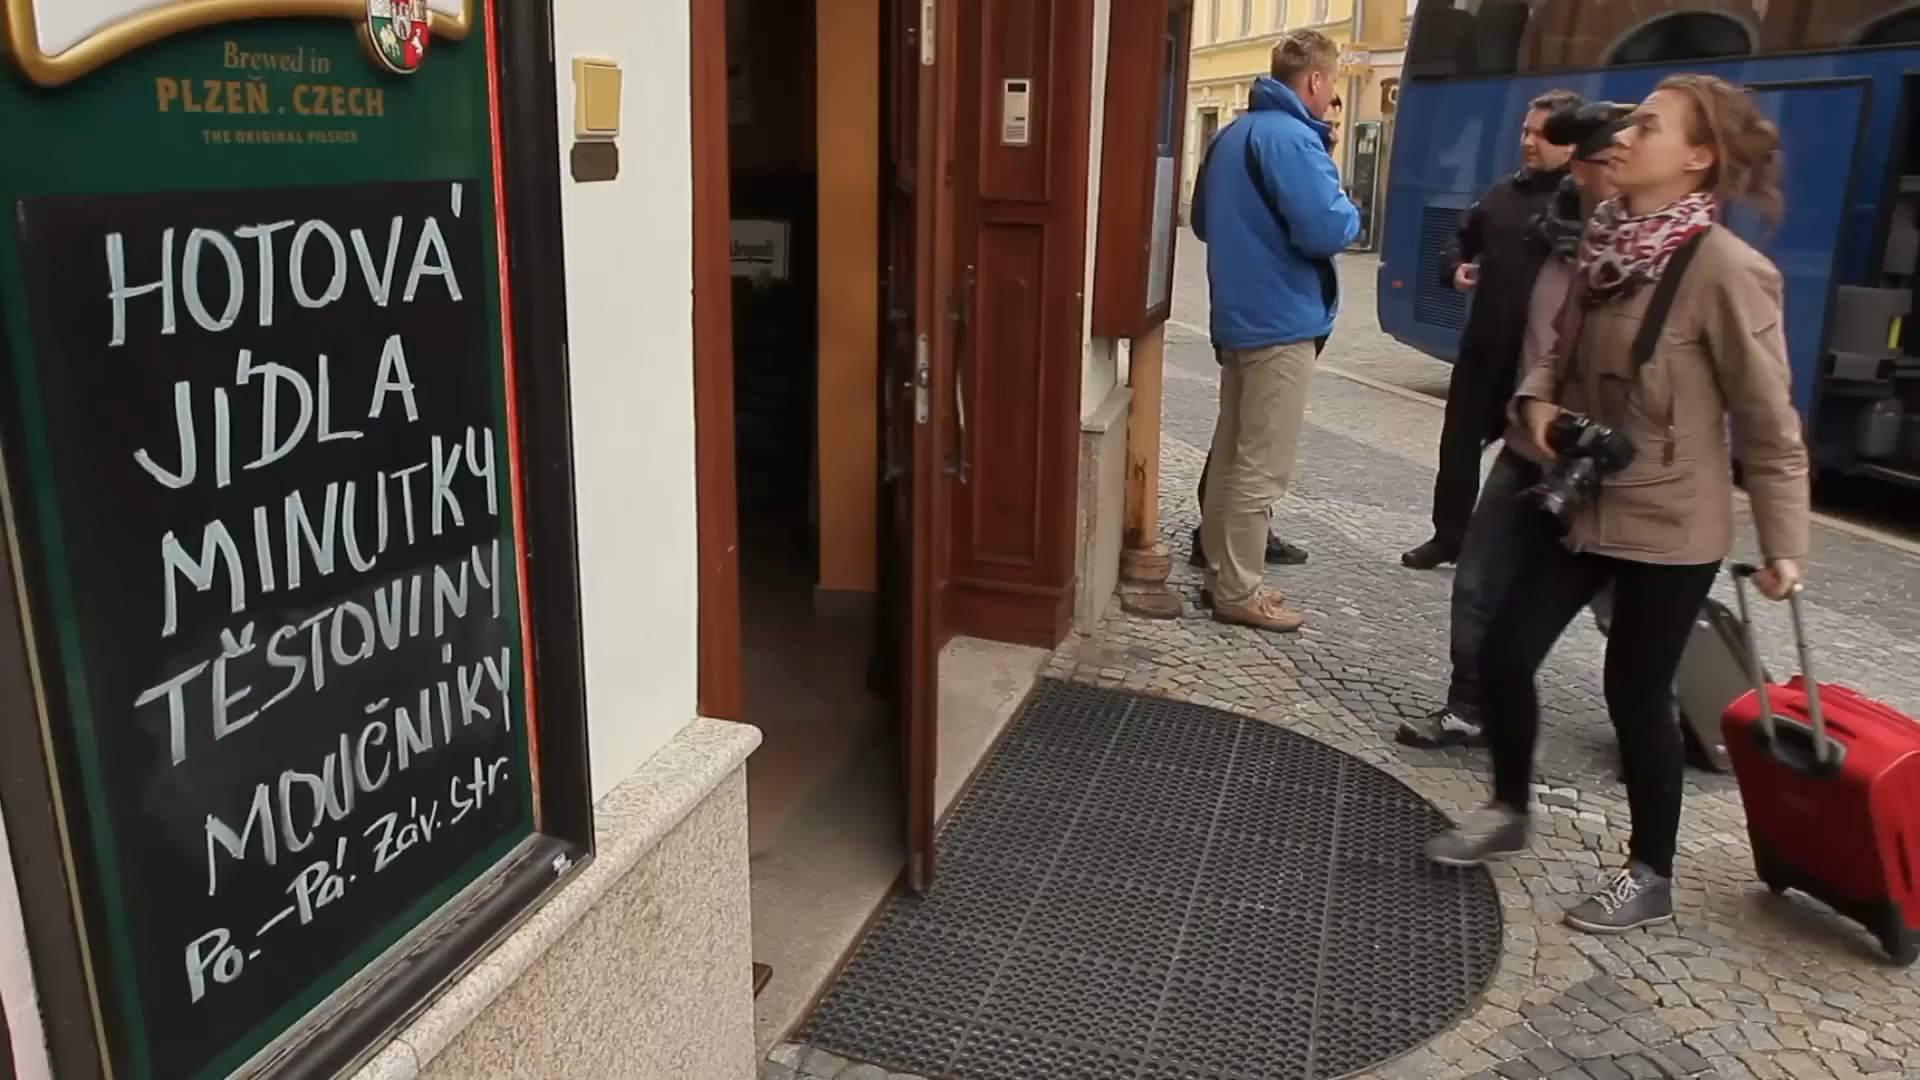 Brewed in
PLZEŇ . CZECH
THE ORIGINAL PILSNER
HOTOVÁ
JÍDLA
MINUTKY
TĚSTOVINY
MOUČNÍKY
Po.-Pá. Záv. Str.